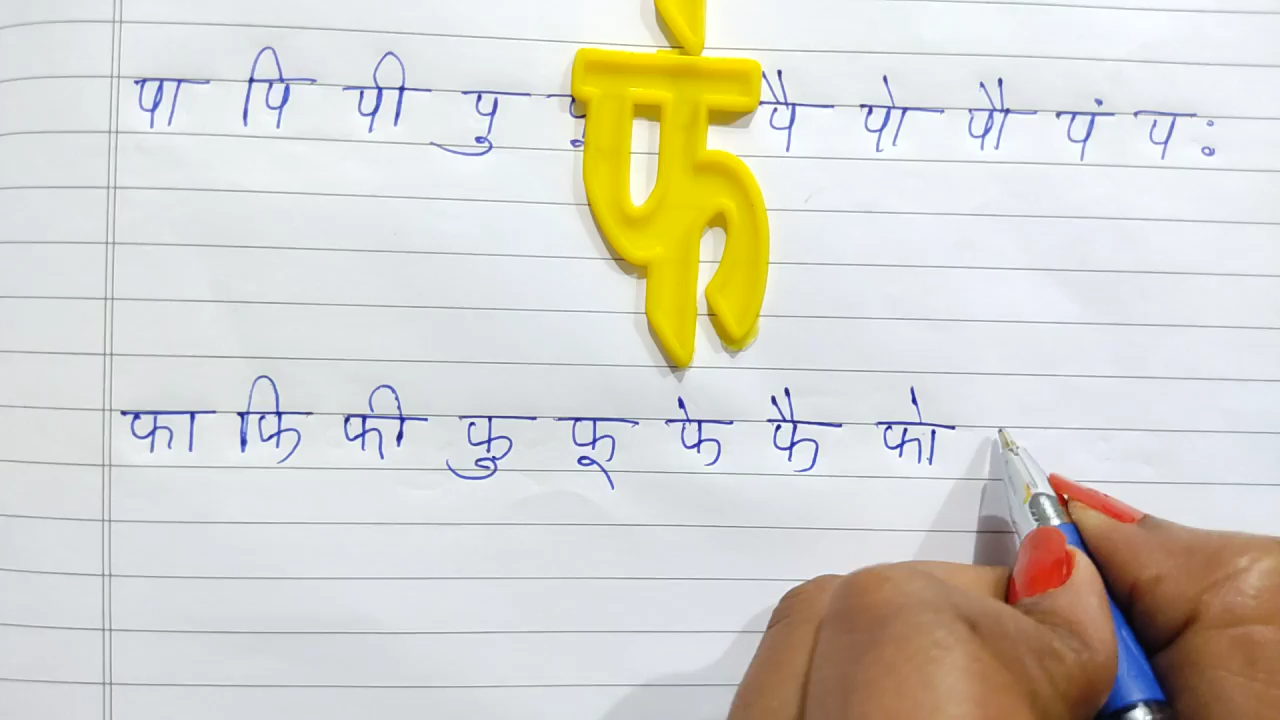 पा पि पी पु पै पो पौ पं पः
फ
फा फि फी फु फू फे फै फो